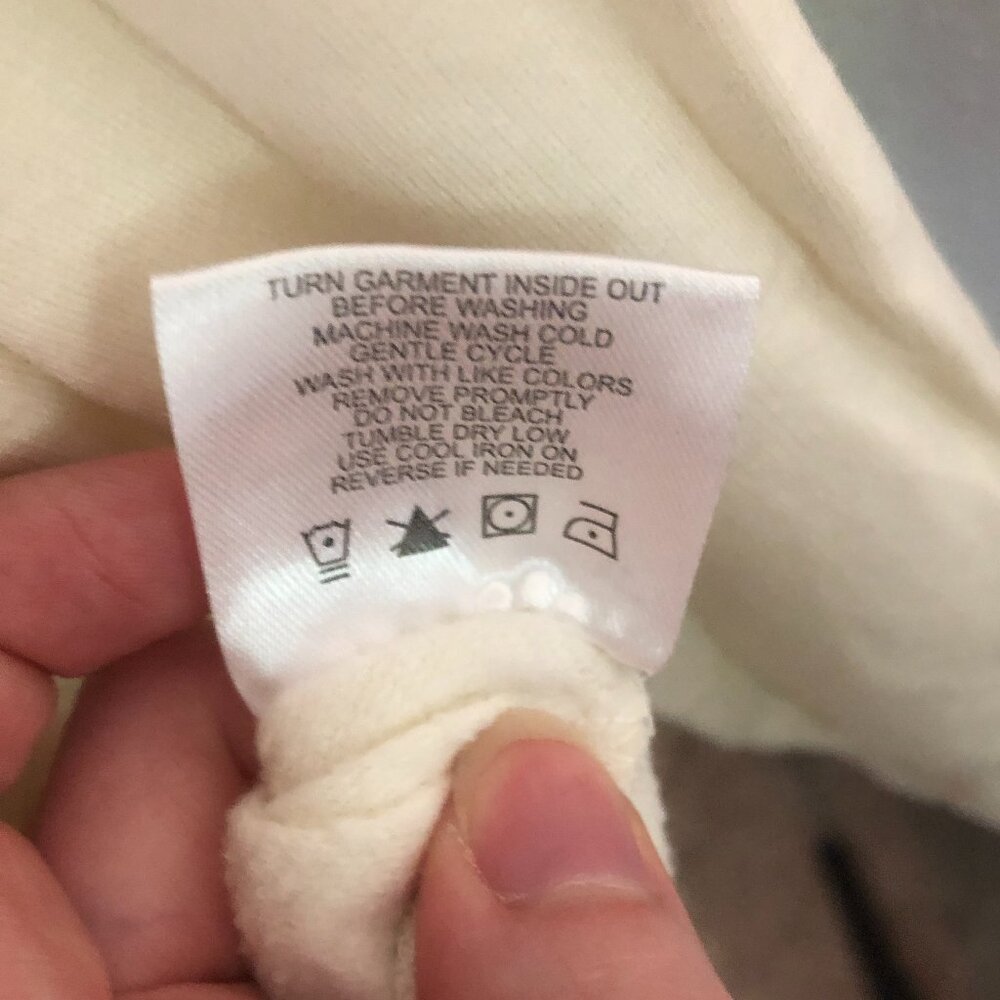 TURN GARMENT INSIDE OUT
BEFORE WASHING
MACHINE WASH COLD
GENTLE CYCLE
WASH WITH LIKE COLORS
REMOVE PROMPTLY
DO NOT BLEACH
TUMBLE DRY LOW
USE COOL IRON ON
REVERSE IF NEEDED